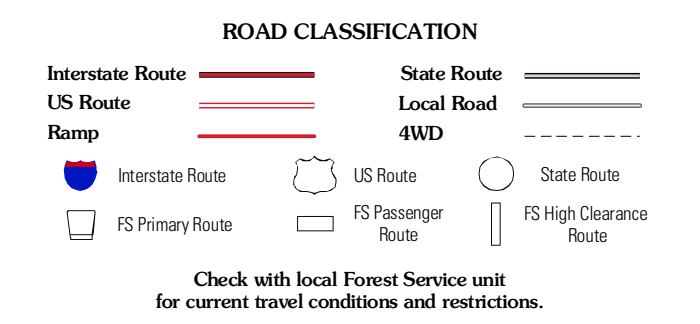 ROAD CLASSIFICATION
Interstate Route
State Route
US Route
Local Road
Ramp
4WD
Interstate Route
US Route
State Route
FS Primary Route
FS Passenger
Route
FS High Clearance
Route
Check with local Forest Service unit
for current travel conditions and restrictions.